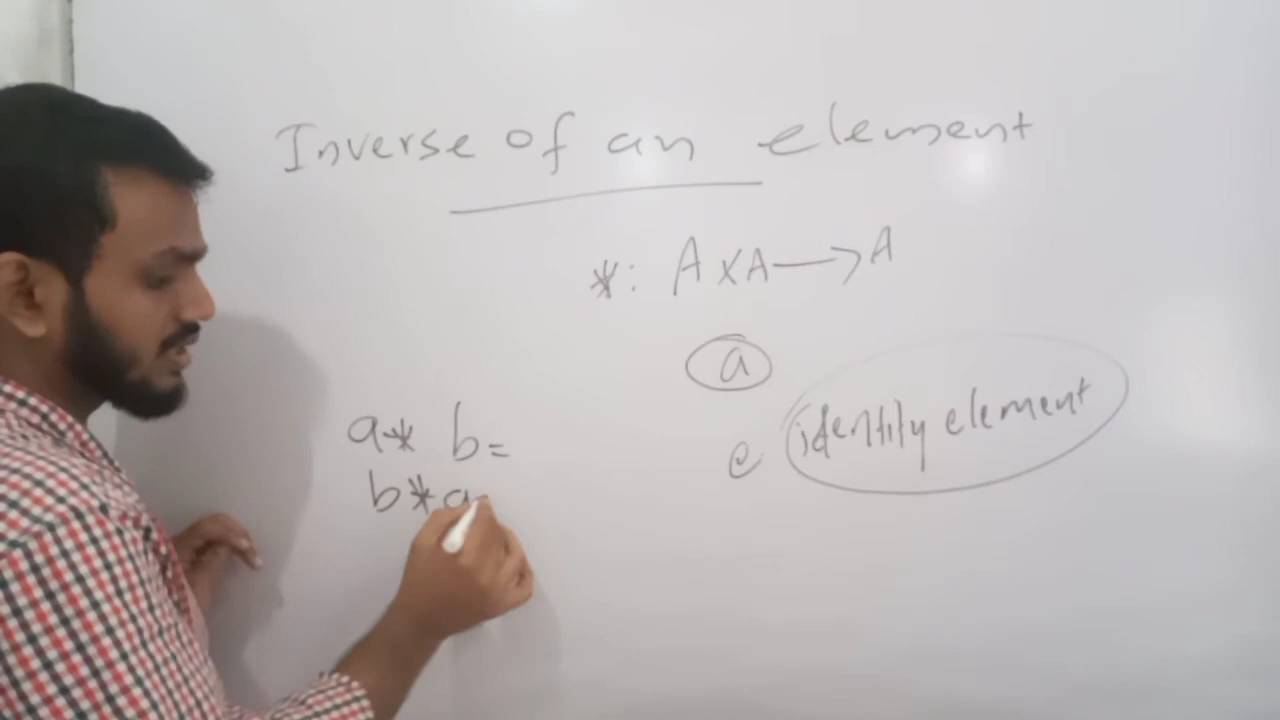 Inverse of an element
*: A x A → A
a
e identity element
a * b =
b * a =